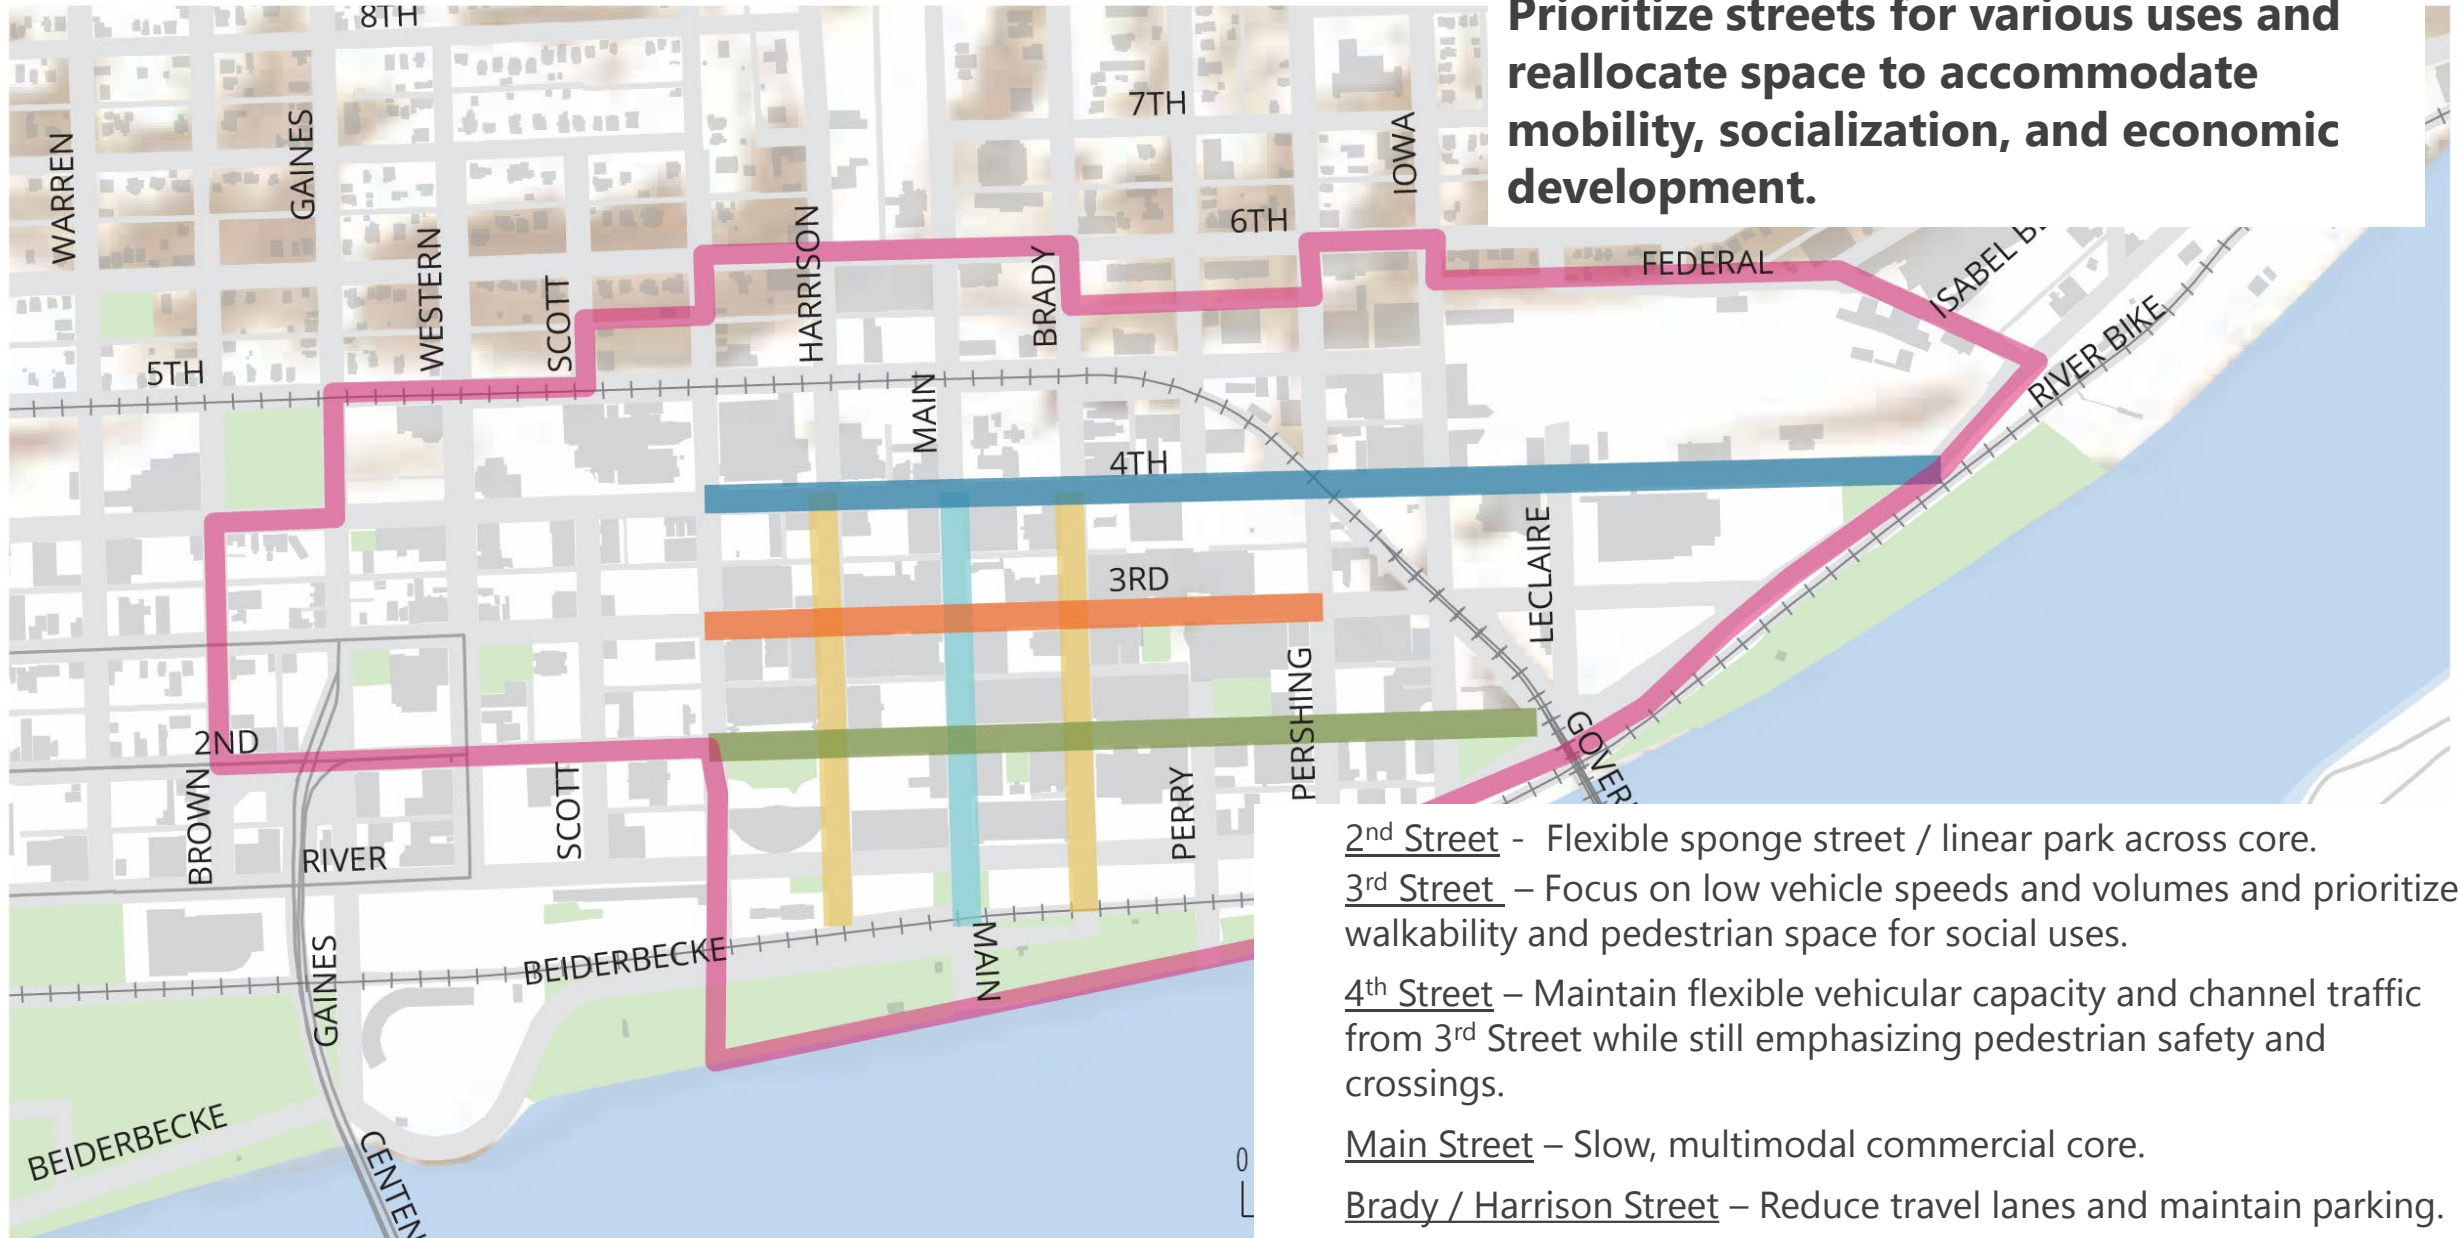 Prioritize streets for various uses and
reallocate space to accommodate
mobility, socialization, and economic
development.
8TH
7TH
6TH
WARREN
GAINES
WESTERN
SCOTT
HARRISON
BRADY
IOWA
FEDERAL
RIVER BIKE
5TH
MAIN
4TH
3RD
LECLAIRE
PERSHING
2ND
BROWN
SCOTT
PERRY
RIVER
GAINES
BEIDERBECKE
MAIN
BEIDERBECKE
ISABEL
0
2nd Street - Flexible sponge street / linear park across core.
3rd Street – Focus on low vehicle speeds and volumes and prioritize
walkability and pedestrian space for social uses.
4th Street – Maintain flexible vehicular capacity and channel traffic
from 3rd Street while still emphasizing pedestrian safety and
crossings.
Main Street – Slow, multimodal commercial core.
Brady / Harrison Street – Reduce travel lanes and maintain parking.